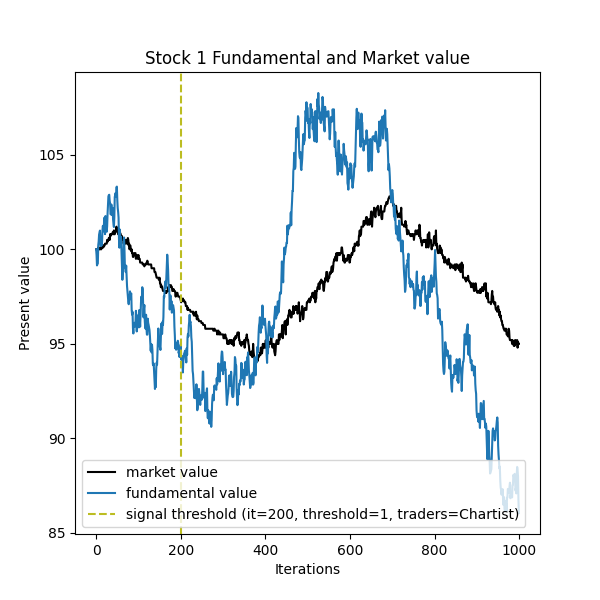 Stock 1 Fundamental and Market value
Present value
105
100
95
90
85
market value
fundamental value
signal threshold (it=200, threshold=1, traders=Chartist)
0 200 400 600 800 1000
Iterations